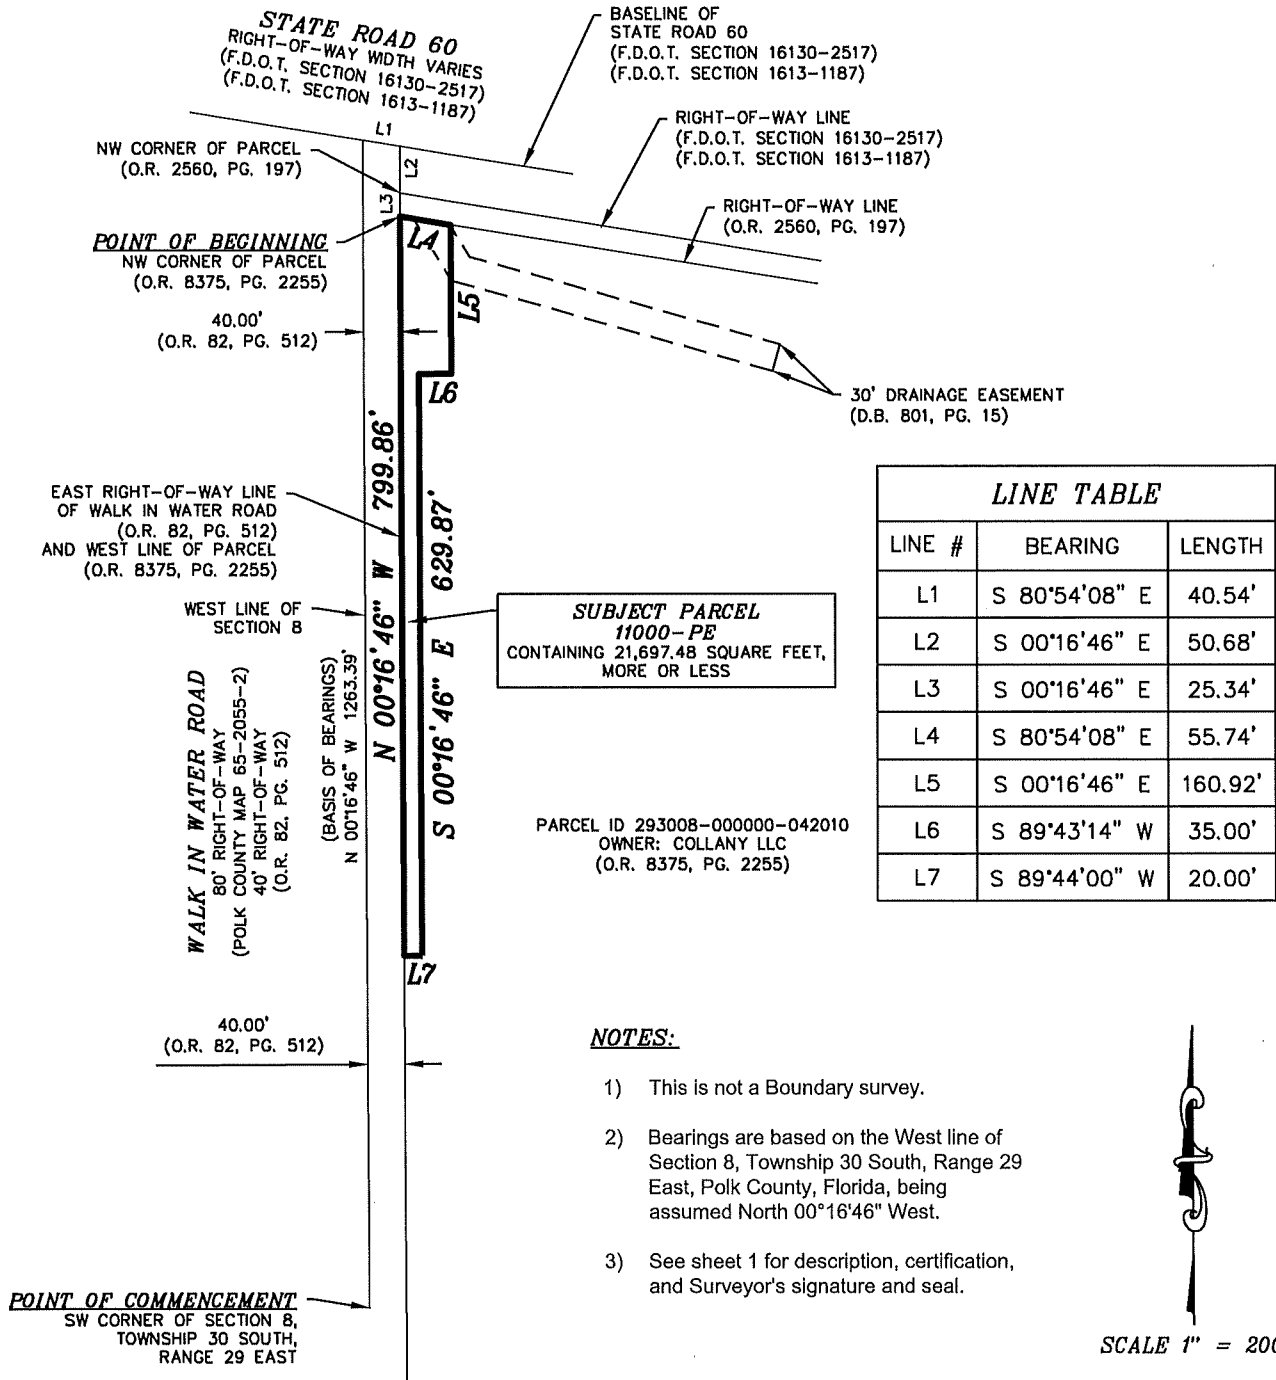 STATE ROAD 60
RIGHT-OF-WAY WIDTH VARIES
(F.D.O.T. SECTION 16130-2517)
(F.D.O.T. SECTION 1613-1187)
BASELINE OF
STATE ROAD 60
(F.D.O.T. SECTION 16130-2517)
(F.D.O.T. SECTION 1613-1187)
L1
RIGHT-OF-WAY LINE
(F.D.O.T. SECTION 16130-2517)
(F.D.O.T. SECTION 1613-1187)
NW CORNER OF PARCEL
(O.R. 2560, PG. 197)
L2
L3
RIGHT-OF-WAY LINE
(O.R. 2560, PG. 197)
POINT OF BEGINNING
NW CORNER OF PARCEL
(O.R. 8375, PG. 2255)
L4
L5
40.00'
(O.R. 82, PG. 512)
L6
30' DRAINAGE EASEMENT
(D.B. 801, PG. 15)
EAST RIGHT-OF-WAY LINE
OF WALK IN WATER ROAD
(O.R. 82, PG. 512)
AND WEST LINE OF PARCEL
(O.R. 8375, PG. 2255)
N 00°16'46" W 799.86'
S 00°16'46" E 629.87'
WEST LINE OF
SECTION 8
SUBJECT PARCEL
11000-PE
CONTAINING 21,697.48 SQUARE FEET,
MORE OR LESS
WALK IN WATER ROAD
80' RIGHT-OF-WAY
(POLK COUNTY MAP 65-2055-2)
40' RIGHT-OF-WAY
(O.R. 82, PG. 512)
(BASIS OF BEARINGS)
N 00°16'46" W 1263.39'
PARCEL ID 293008-000000-042010
OWNER: COLLANY LLC
(O.R. 8375, PG. 2255)
LINE TABLE
LINE # BEARING LENGTH
L1 S 80°54'08" E 40.54'
L2 S 00°16'46" E 50.68'
L3 S 00°16'46" E 25.34'
L4 S 80°54'08" E 55.74'
L5 S 00°16'46" E 160.92'
L6 S 89°43'14" W 35.00'
L7 S 89°44'00" W 20.00'
L7
40.00'
(O.R. 82, PG. 512)
NOTES:
1) This is not a Boundary survey.
2) Bearings are based on the West line of
Section 8, Township 30 South, Range 29
East, Polk County, Florida, being
assumed North 00°16'46" West.
3) See sheet 1 for description, certification,
and Surveyor's signature and seal.
POINT OF COMMENCEMENT
SW CORNER OF SECTION 8,
TOWNSHIP 30 SOUTH,
RANGE 29 EAST
SCALE 1" = 200